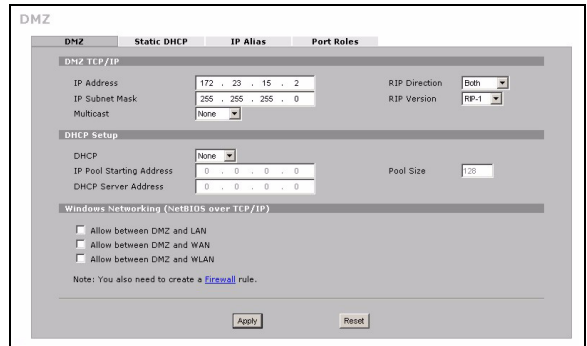 DMZ
DMZ Static DHCP IP Alias Port Roles
DMZ TCP/IP
IP Address 172 . 23 . 15 . 2 RIP Direction Both
IP Subnet Mask 255 . 255 . 255 . 0 RIP Version RIP-1
Multicast None
DHCP Setup
DHCP None
IP Pool Starting Address 0 . 0 . 0 . 0 Pool Size 128
DHCP Server Address 0 . 0 . 0 . 0
Windows Networking (NetBIOS over TCP/IP)
Allow between DMZ and LAN
Allow between DMZ and WAN
Allow between DMZ and WLAN
Note: You also need to create a Firewall rule.
Apply Reset